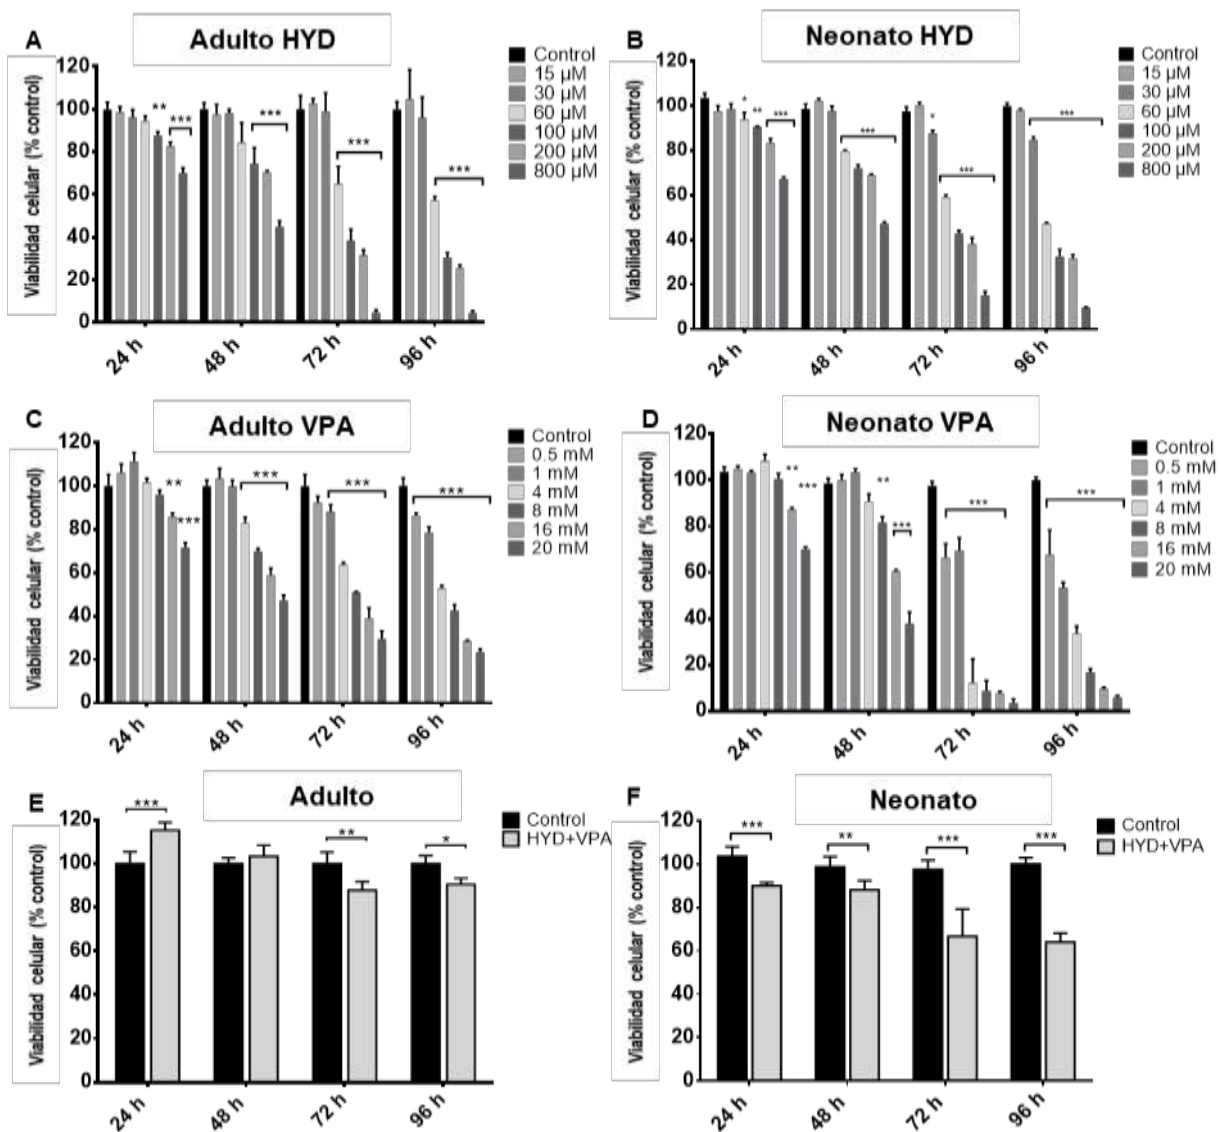 A
Adulto HYD
Viabilidad celular (% control)
120
100
80
60
40
20
0
** *** *** *** ***
24 h 48 h 72 h 96 h
Control
15 µM
30 µM
60 µM
100 µM
200 µM
800 µM
B
Neonato HYD
Viabilidad celular (% control)
120
100
80
60
40
20
0
* ** *** *** * *** ***
24 h 48 h 72 h 96 h
Control
15 µM
30 µM
60 µM
100 µM
200 µM
800 µM
C
Adulto VPA
Viabilidad celular (% control)
120
100
80
60
40
20
0
** *** *** *** ***
24 h 48 h 72 h 96 h
Control
0.5 mM
1 mM
4 mM
8 mM
16 mM
20 mM
D
Neonato VPA
Viabilidad celular (% control)
120
100
80
60
40
20
0
** *** ** *** *** ***
24 h 48 h 72 h 96 h
Control
0.5 mM
1 mM
4 mM
8 mM
16 mM
20 mM
E
Adulto
Viabilidad celular (% control)
120
100
80
60
40
20
0
*** ** *
24 h 48 h 72 h 96 h
Control
HYD+VPA
F
Neonato
Viabilidad celular (% control)
120
100
80
60
40
20
0
*** ** *** ***
24 h 48 h 72 h 96 h
Control
HYD+VPA